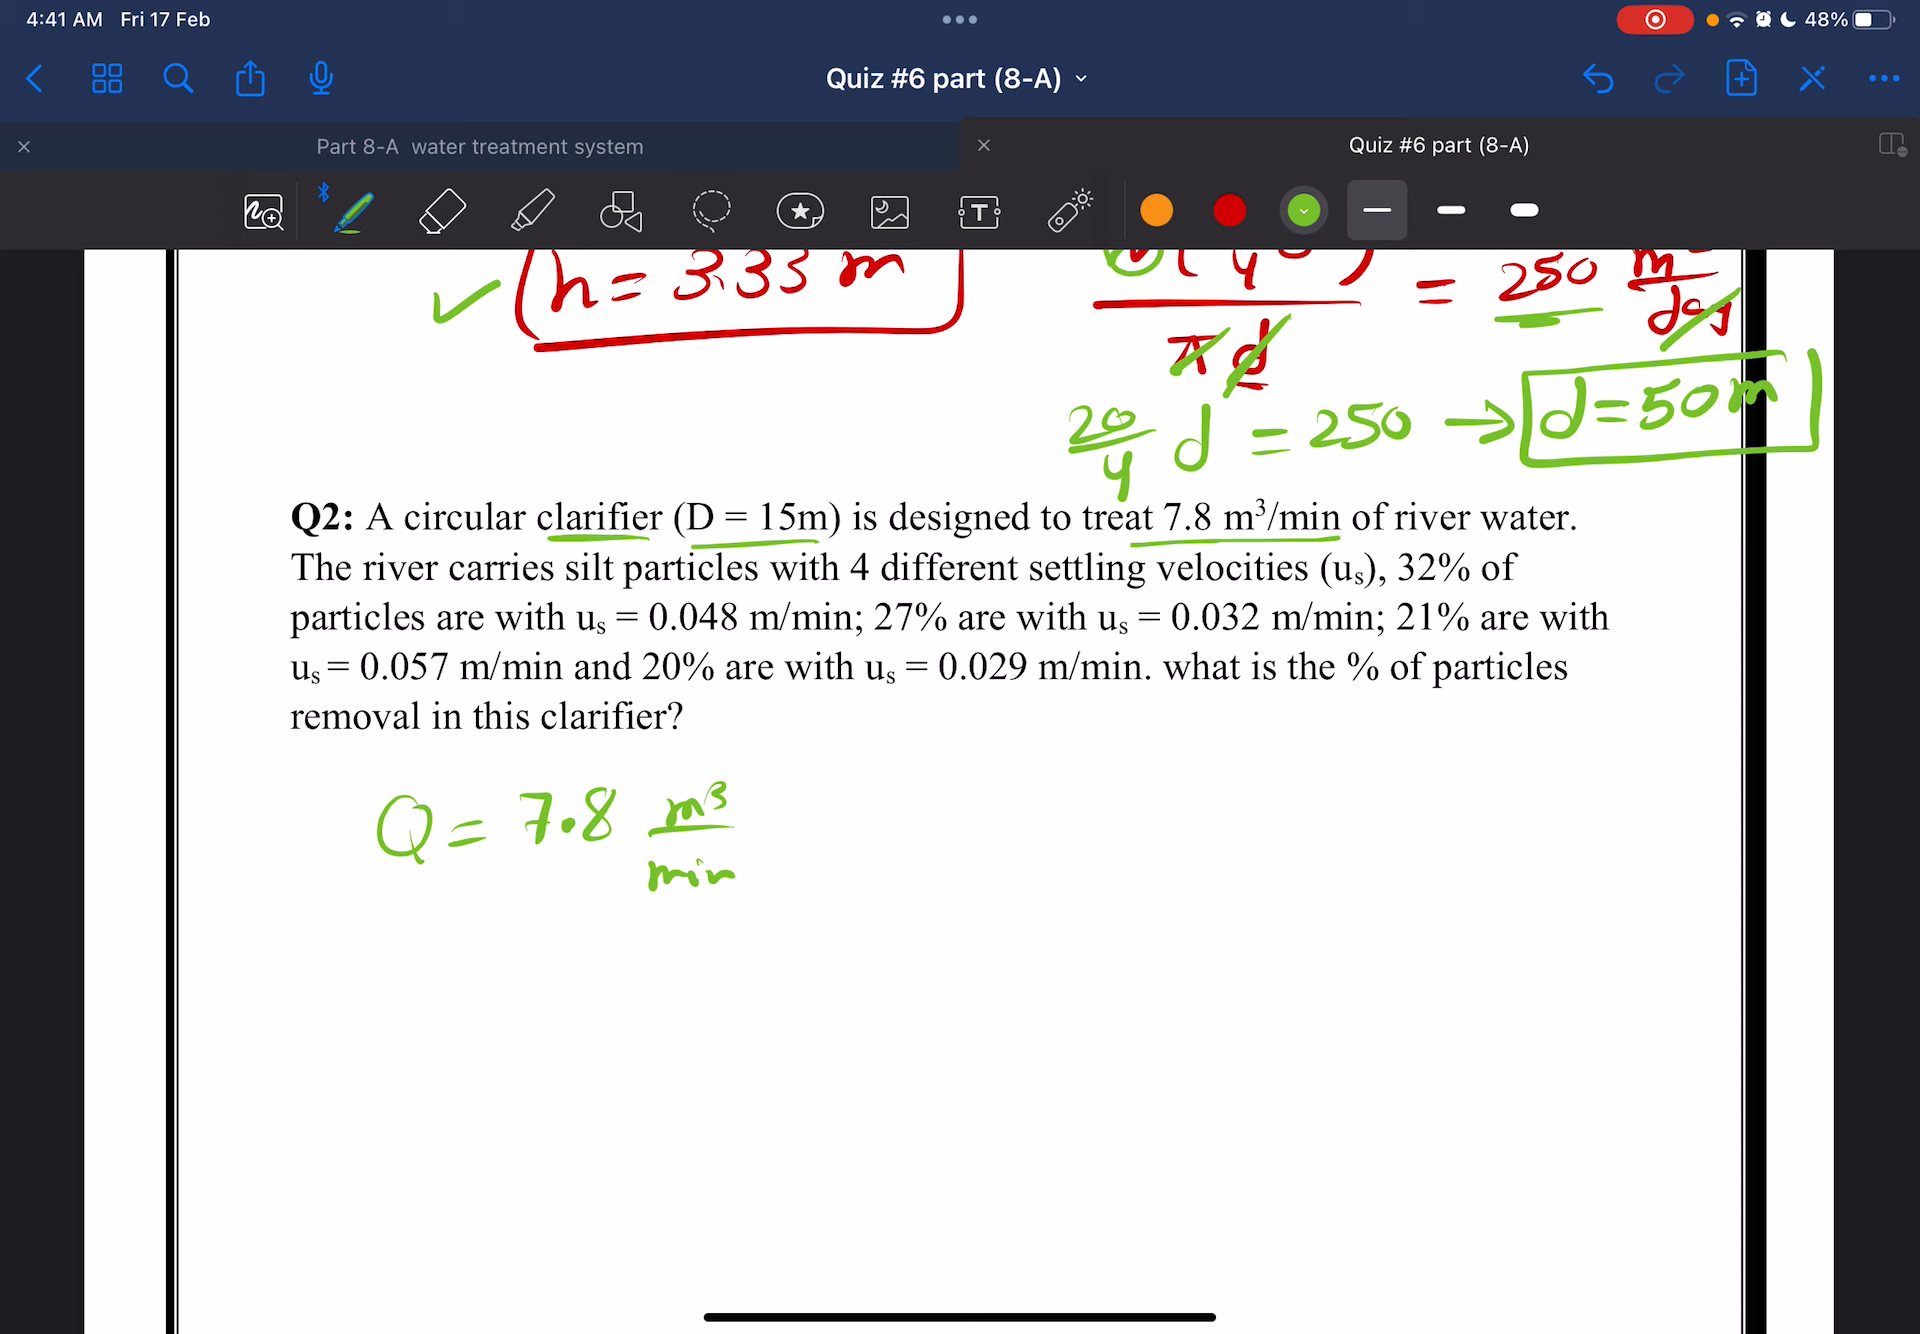 4:41 AM Fri 17 Feb
48%
Quiz #6 part (8-A)
Part 8-A water treatment system
Quiz #6 part (8-A)
T
h = 3.33 m
= 250 m
day
π d
20/4 d = 250 → d = 50 m
Q2: A circular clarifier (D = 15m) is designed to treat 7.8 m³/min of river water.
The river carries silt particles with 4 different settling velocities (uₛ), 32% of
particles are with uₛ = 0.048 m/min; 27% are with uₛ = 0.032 m/min; 21% are with
uₛ = 0.057 m/min and 20% are with uₛ = 0.029 m/min. what is the % of particles
removal in this clarifier?
Q = 7.8 m³
min